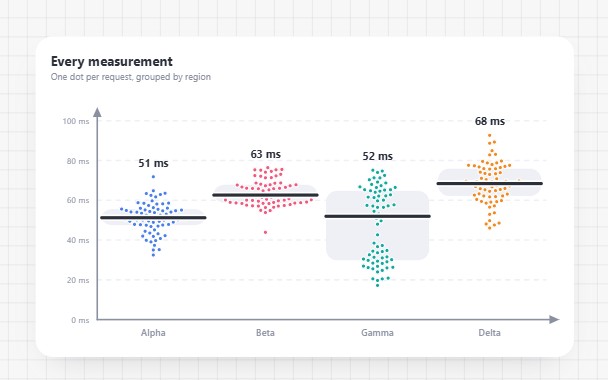 Every measurement
One dot per request, grouped by region
100 ms
80 ms
60 ms
40 ms
20 ms
0 ms
51 ms
63 ms
52 ms
68 ms
Alpha
Beta
Gamma
Delta